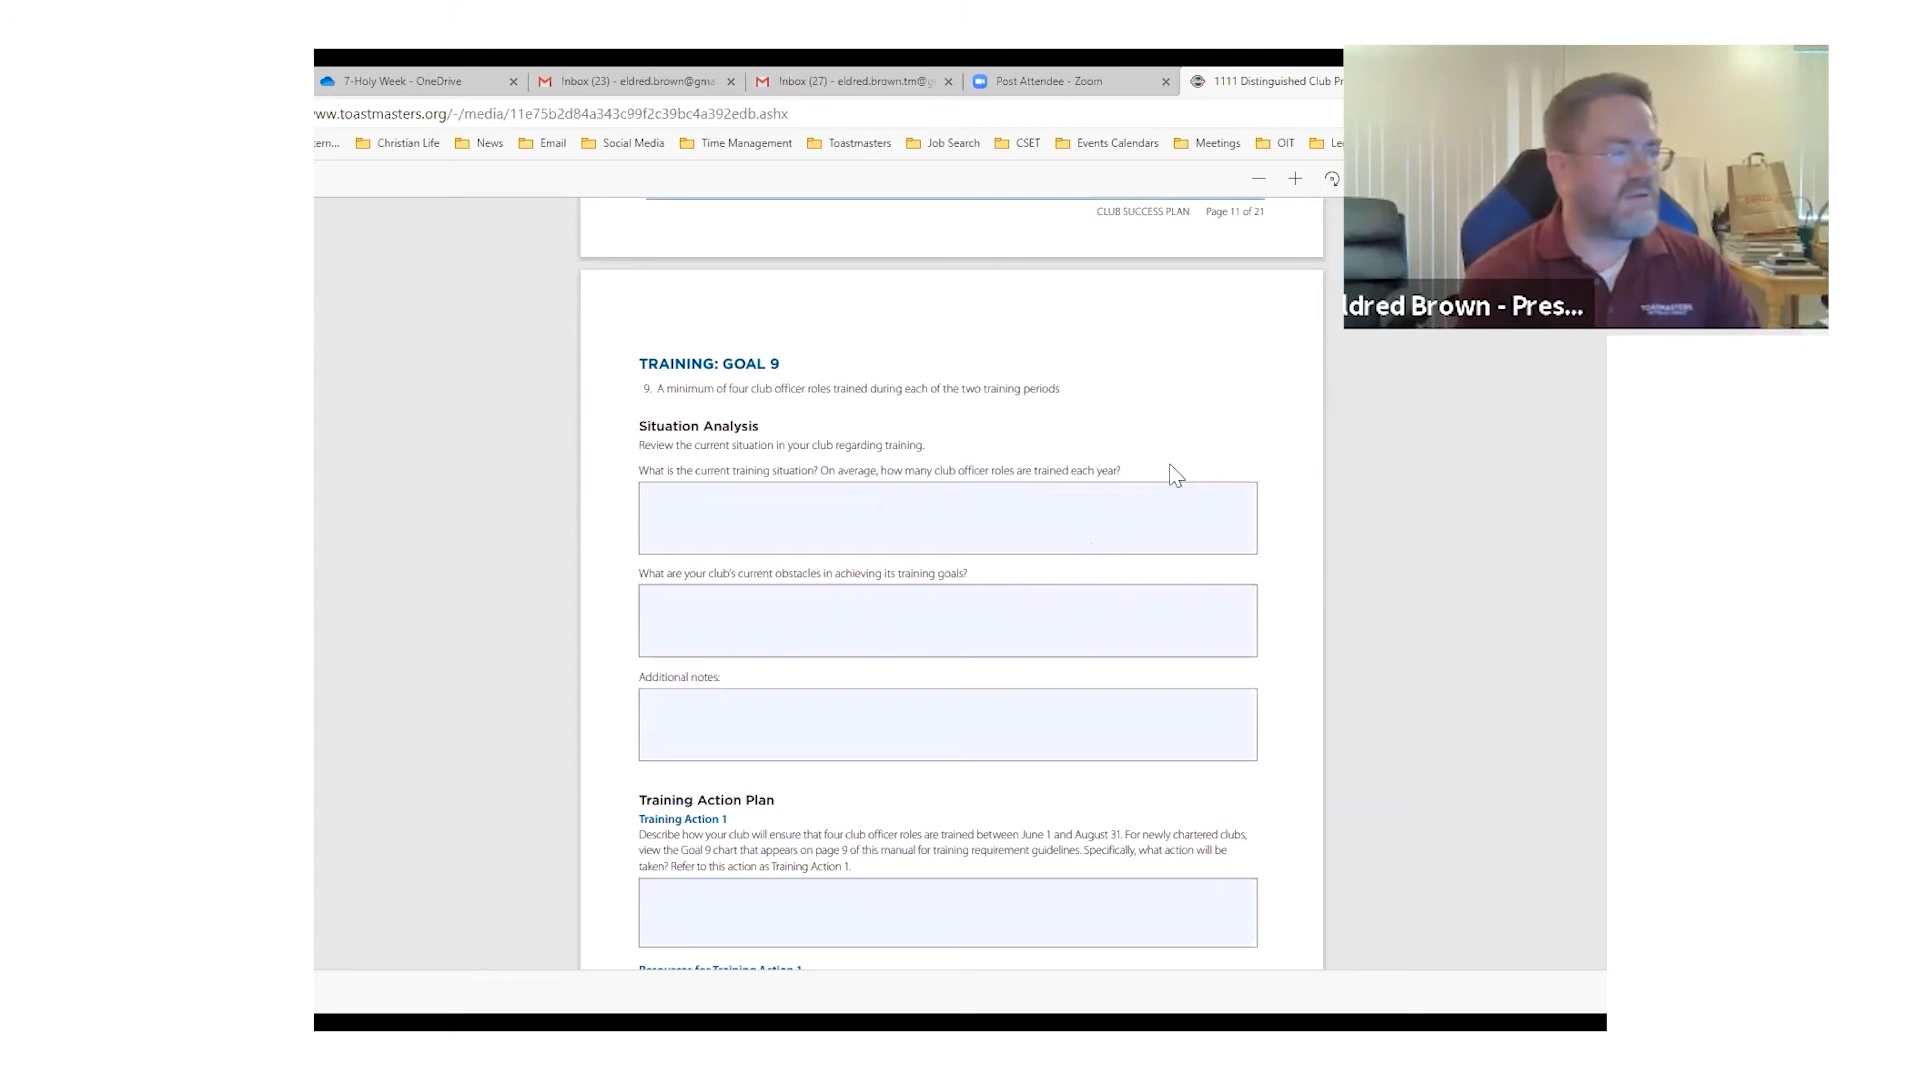 7-Holy Week - OneDrive
Inbox (23) - eldred.brown@gma
Inbox (27) - eldred.brown.tm@g
Post Attendee - Zoom
1111 Distinguished Club Pr
www.toastmasters.org/-/media/11e75b2d84a343c99f2c39bc4a392edb.ashx
ern...
Christian Life
News
Email
Social Media
Time Management
Toastmasters
Job Search
CSET
Events Calendars
Meetings
OIT
Le
CLUB SUCCESS PLAN Page 11 of 21
ldred Brown - Pres...
TOASTMASTERS
TRAINING: GOAL 9
9. A minimum of four club officer roles trained during each of the two training periods
Situation Analysis
Review the current situation in your club regarding training.
What is the current training situation? On average, how many club officer roles are trained each year?
What are your club's current obstacles in achieving its training goals?
Additional notes:
Training Action Plan
Training Action 1
Describe how your club will ensure that four club officer roles are trained between June 1 and August 31. For newly chartered clubs,
view the Goal 9 chart that appears on page 9 of this manual for training requirement guidelines. Specifically, what action will be
taken? Refer to this action as Training Action 1.
Resources for Training Action 1